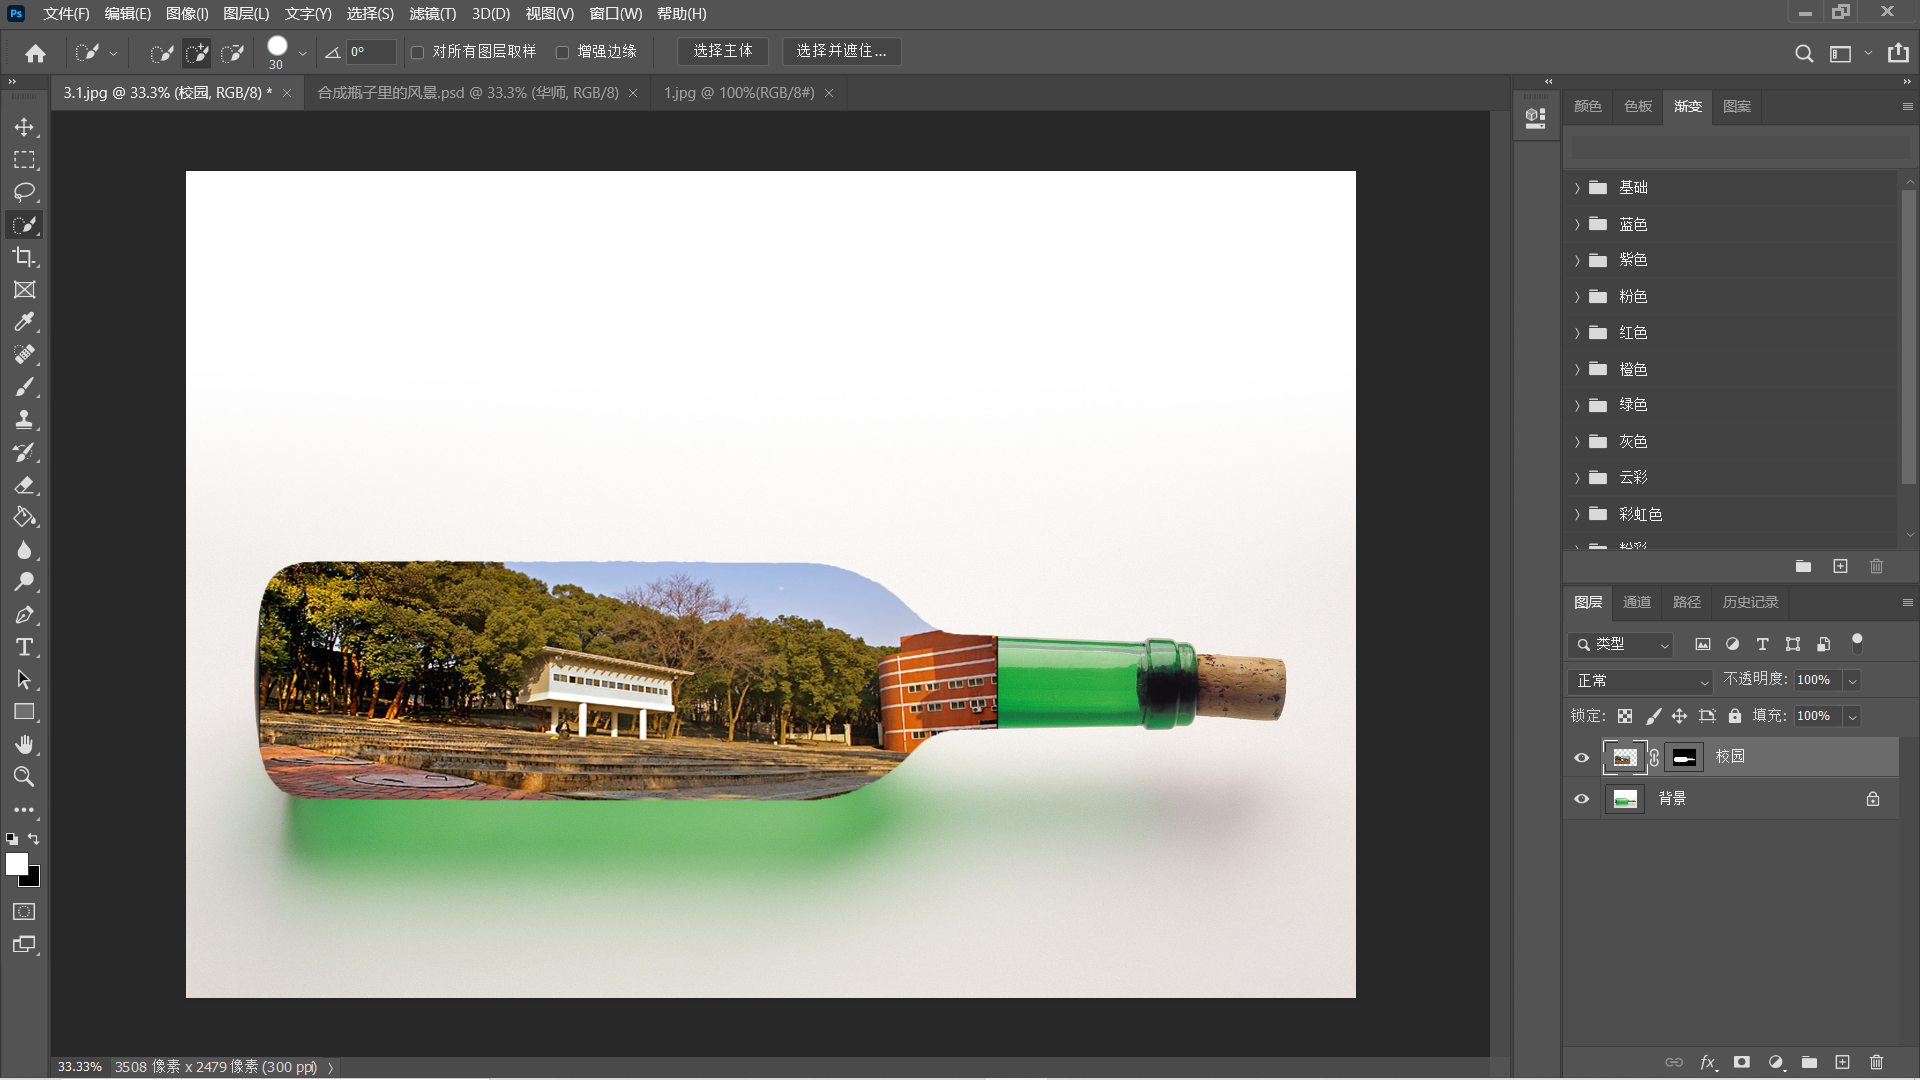 Ps 文件(F) 编辑(E) 图像(I) 图层(L) 文字(Y) 选择(S) 滤镜(T) 3D(D) 视图(V) 窗口(W) 帮助(H)
30 0° 对所有图层取样 增强边缘 选择主体 选择并遮住...
3.1.jpg @ 33.3% (校园, RGB/8) * 合成瓶子里的风景.psd @ 33.3% (华师, RGB/8) 1.jpg @ 100%(RGB/8#)
颜色 色板 渐变 图案
基础
蓝色
紫色
粉色
红色
橙色
绿色
灰色
云彩
彩虹色
粉彩
图层 通道 路径 历史记录
类型
正常 不透明度: 100%
锁定: 填充: 100%
校园
背景
fx
33.33% 3508 像素 x 2479 像素 (300 ppi)